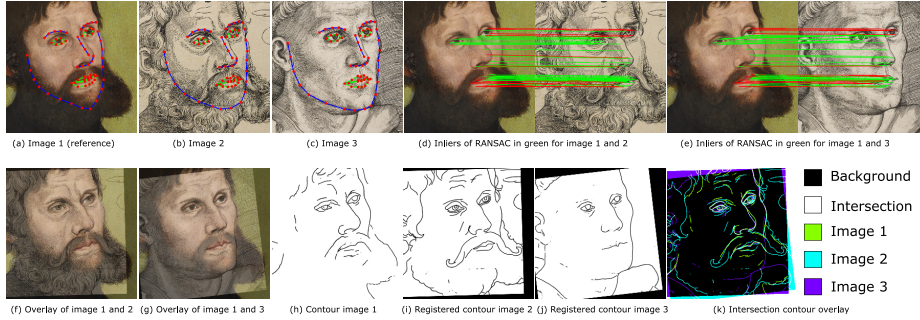 (a) Image 1 (reference)
(b) Image 2
(c) Image 3
(d) Inliers of RANSAC in green for image 1 and 2
(e) Inliers of RANSAC in green for image 1 and 3
Background
Intersection
Image 1
Image 2
Image 3
(f) Overlay of image 1 and 2
(g) Overlay of image 1 and 3
(h) Contour image 1
(i) Registered contour image 2
(j) Registered contour image 3
(k) Intersection contour overlay